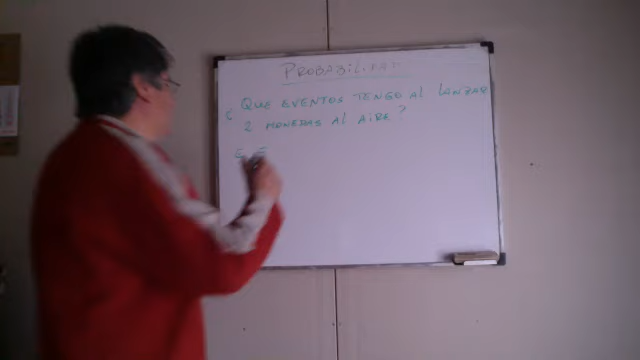 PROBABILIDAD
¿ QUE EVENTOS TENGO AL LANZAR
2 MONEDAS AL AIRE?
E E